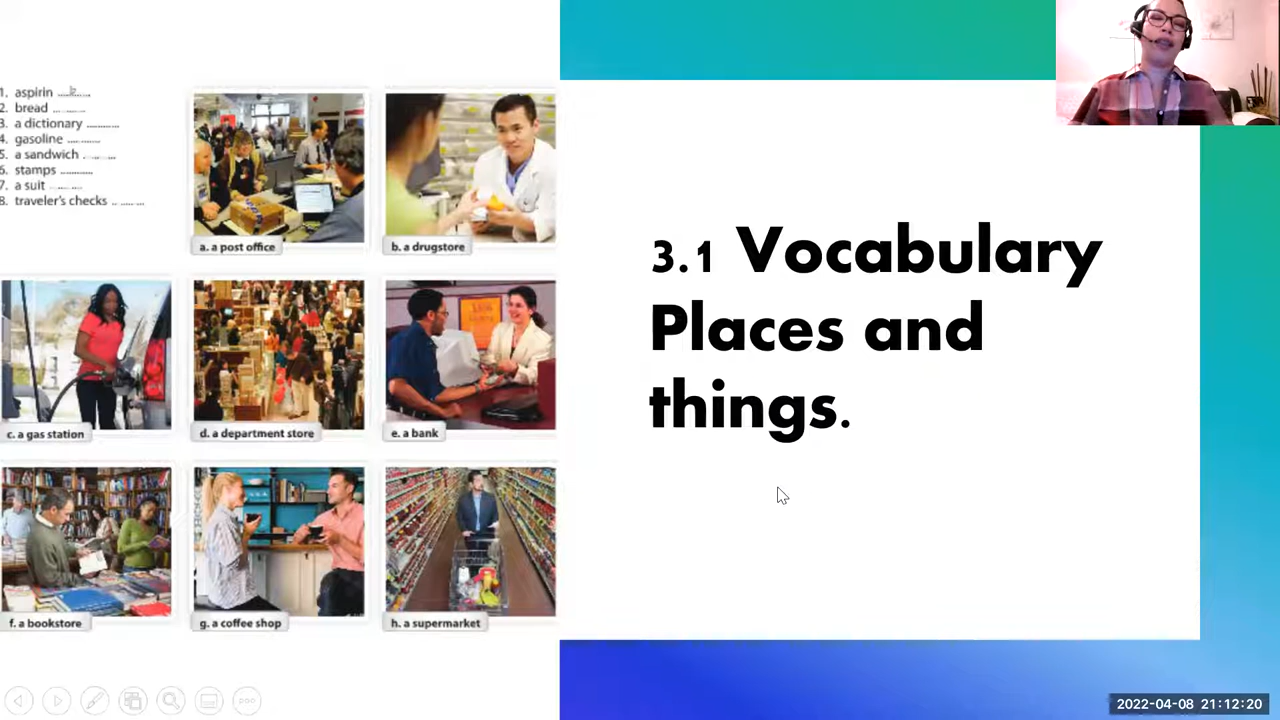 1. aspirin
2. bread
3. a dictionary
4. gasoline
5. a sandwich
6. stamps
7. a suit
8. traveler's checks
a. a post office
b. a drugstore
c. a gas station
d. a department store
e. a bank
f. a bookstore
g. a coffee shop
h. a supermarket
3.1 Vocabulary
Places and
things.
2022-04-08 21:12:20